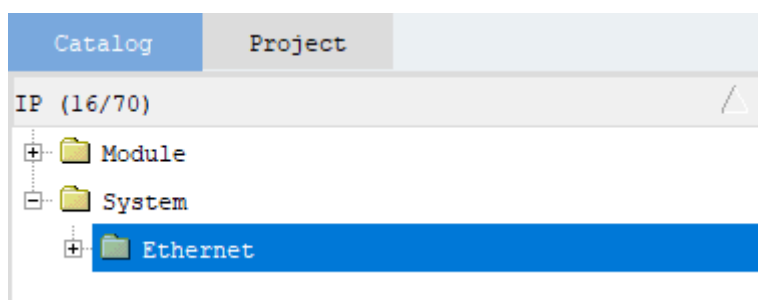 Catalog Project
IP (16/70)
Module
System
Ethernet